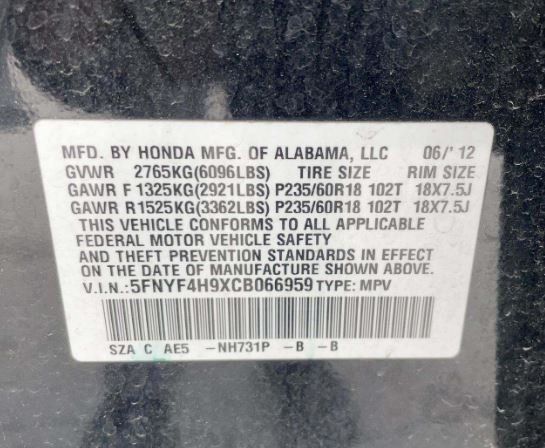 MFD. BY HONDA MFG. OF ALABAMA, LLC 06/'12
GVWR 2765KG(6096LBS) TIRE SIZE RIM SIZE
GAWR F 1325KG(2921LBS) P235/60R18 102T 18X7.5J
GAWR R1525KG(3362LBS) P235/60R18 102T 18X7.5J
THIS VEHICLE CONFORMS TO ALL APPLICABLE
FEDERAL MOTOR VEHICLE SAFETY
AND THEFT PREVENTION STANDARDS IN EFFECT
ON THE DATE OF MANUFACTURE SHOWN ABOVE.
V.I.N.:5FNYF4H9XCB066959 TYPE: MPV
SZA C AE5 -NH731P -B -B